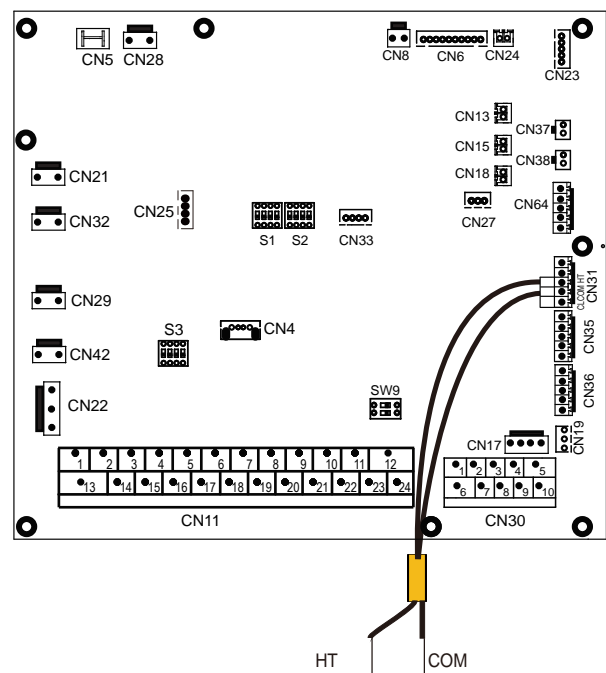 CN5 CN28 CN8 CN6 CN24 CN23
CN13
CN37
CN15
CN38
CN18
CN21
CN25
CN32
CN64
CN27
S1 S2 CN33
CN31
CLCOM HT
CN29
S3
CN4
CN35
CN42
CN36
CN22
SW9
CN17
CN19
1 2 3 4 5 6 7 8 9 10 11 12
13 14 15 16 17 18 19 20 21 22 23 24
CN11
1 2 3 4 5
6 7 8 9 10
CN30
HT COM